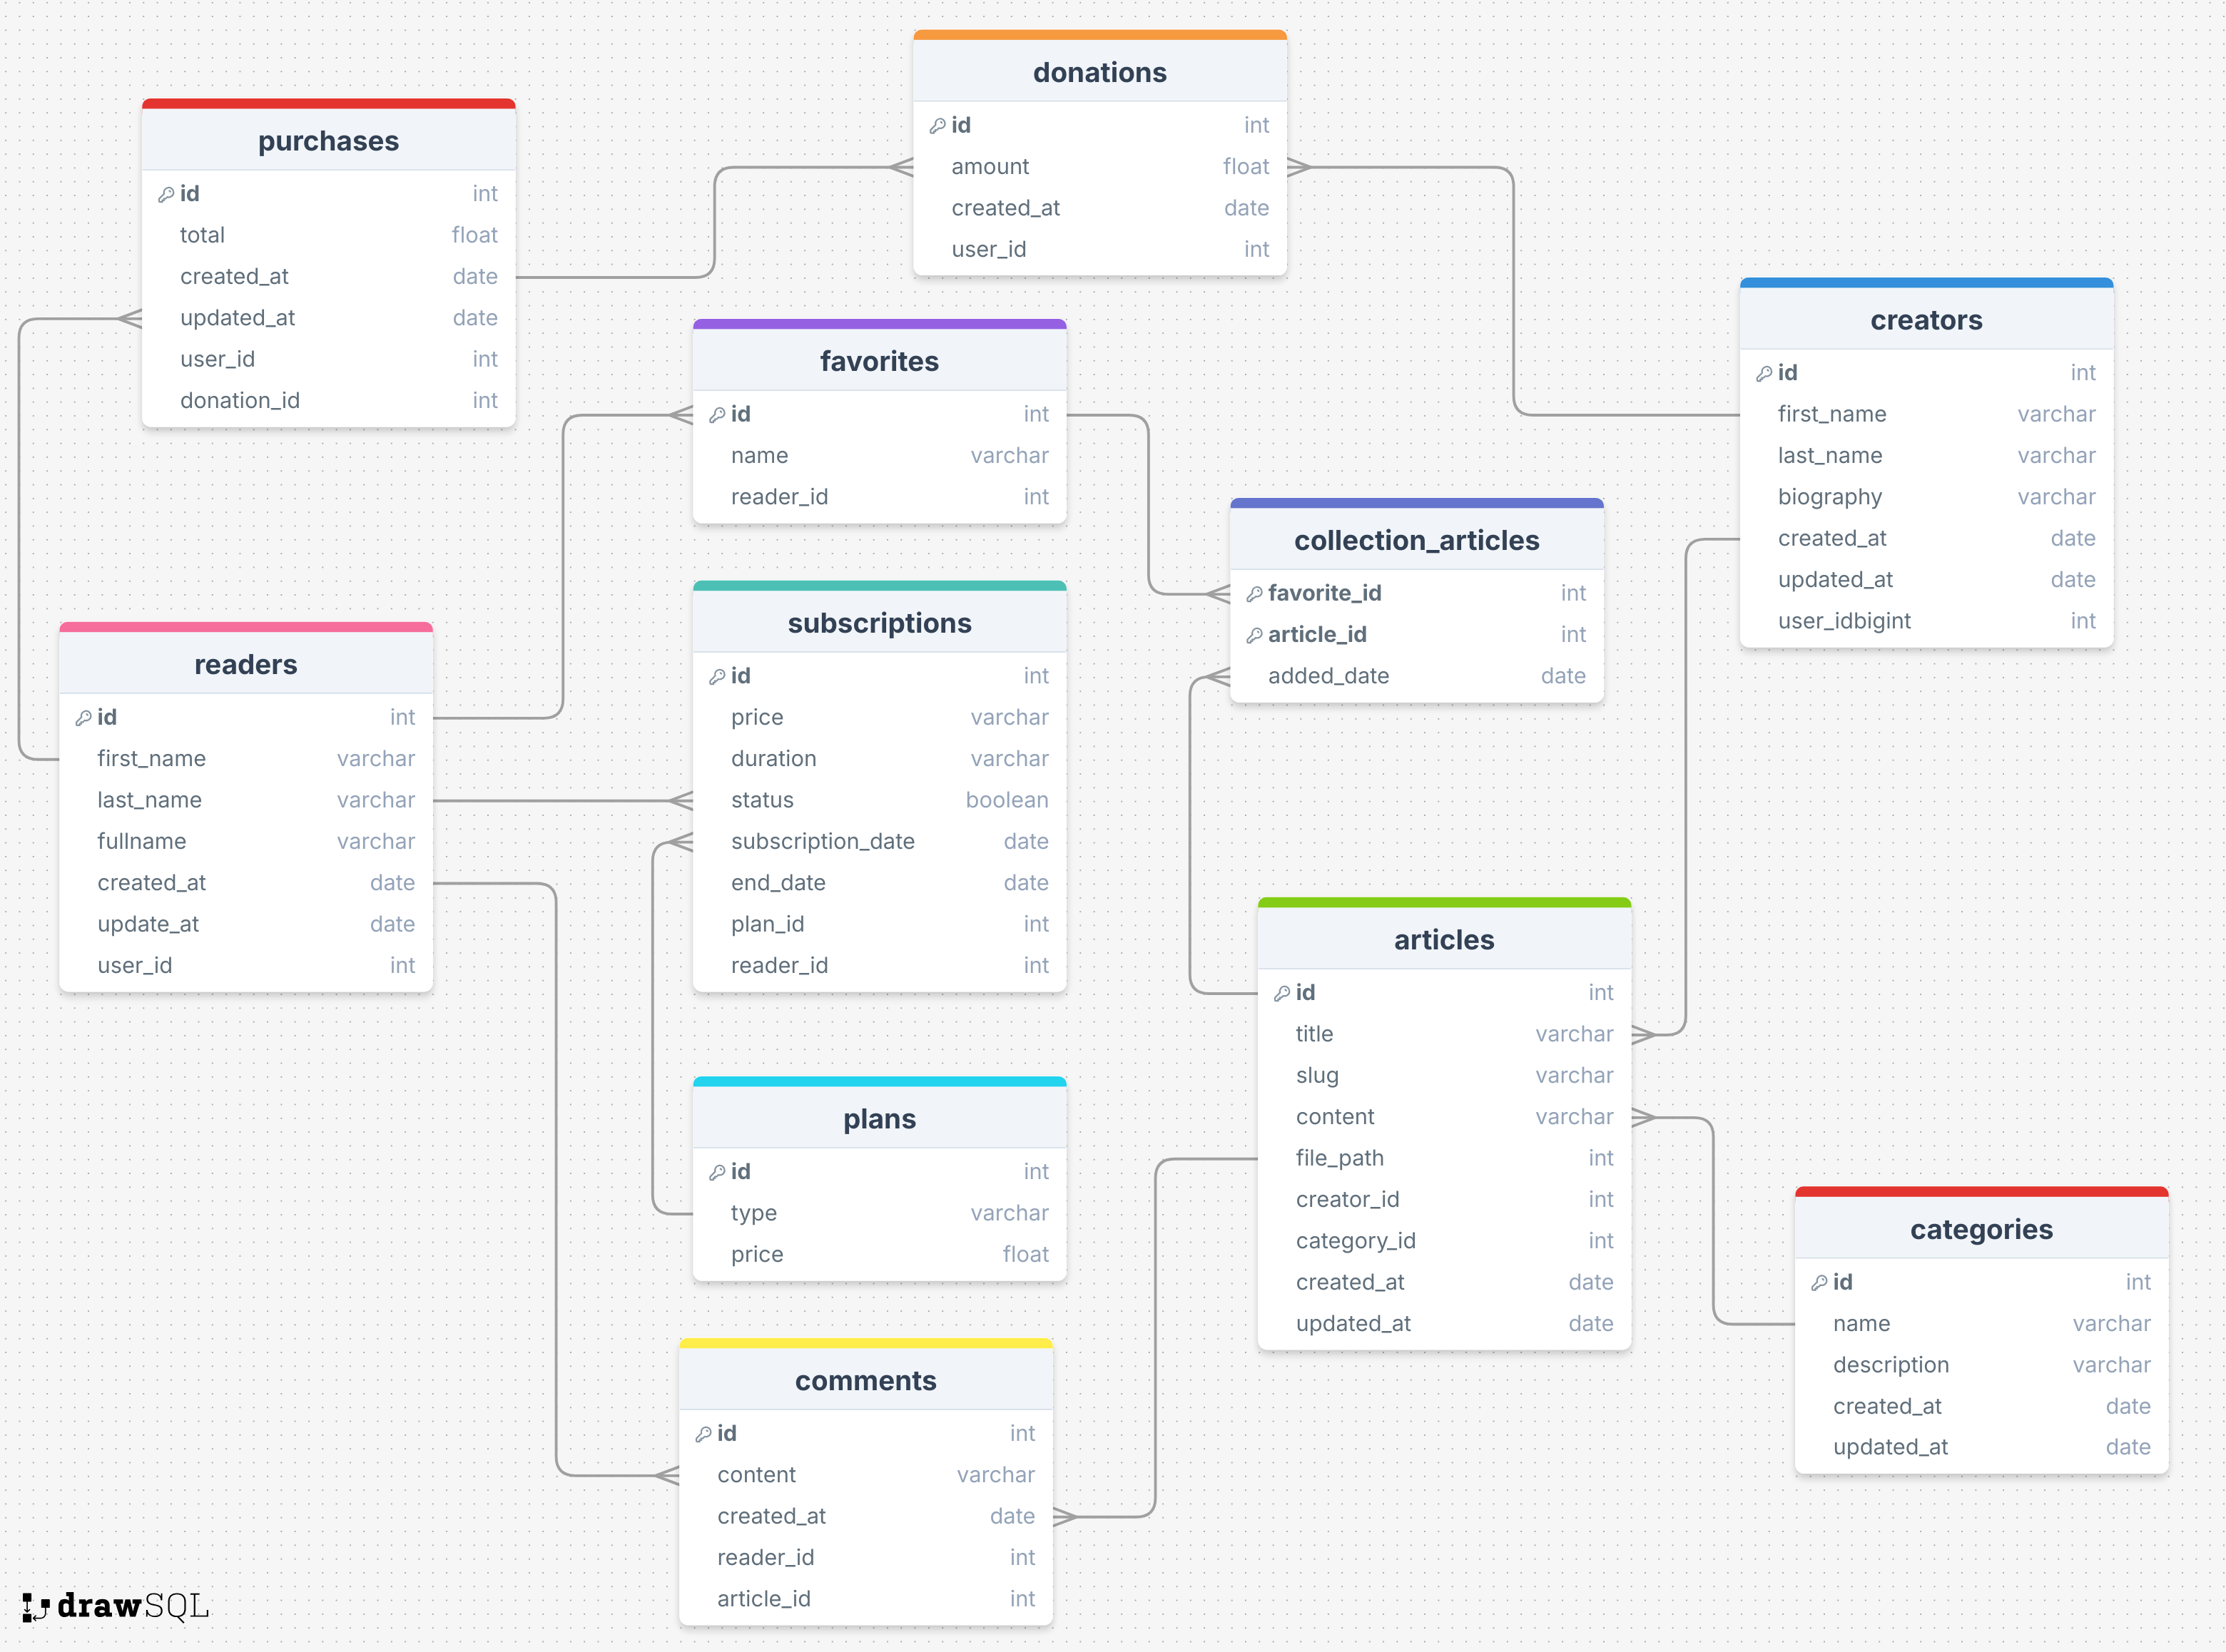 donations
id int
amount float
created_at date
user_id int
purchases
id int
total float
created_at date
updated_at date
user_id int
donation_id int
creators
id int
first_name varchar
last_name varchar
biography varchar
created_at date
updated_at date
user_idbigint int
favorites
id int
name varchar
reader_id int
collection_articles
favorite_id int
article_id int
added_date date
subscriptions
id int
price varchar
duration varchar
status boolean
subscription_date date
end_date date
plan_id int
reader_id int
readers
id int
first_name varchar
last_name varchar
fullname varchar
created_at date
update_at date
user_id int
articles
id int
title varchar
slug varchar
content varchar
file_path int
creator_id int
category_id int
created_at date
updated_at date
plans
id int
type varchar
price float
categories
id int
name varchar
description varchar
created_at date
updated_at date
comments
id int
content varchar
created_at date
reader_id int
article_id int
drawSQL